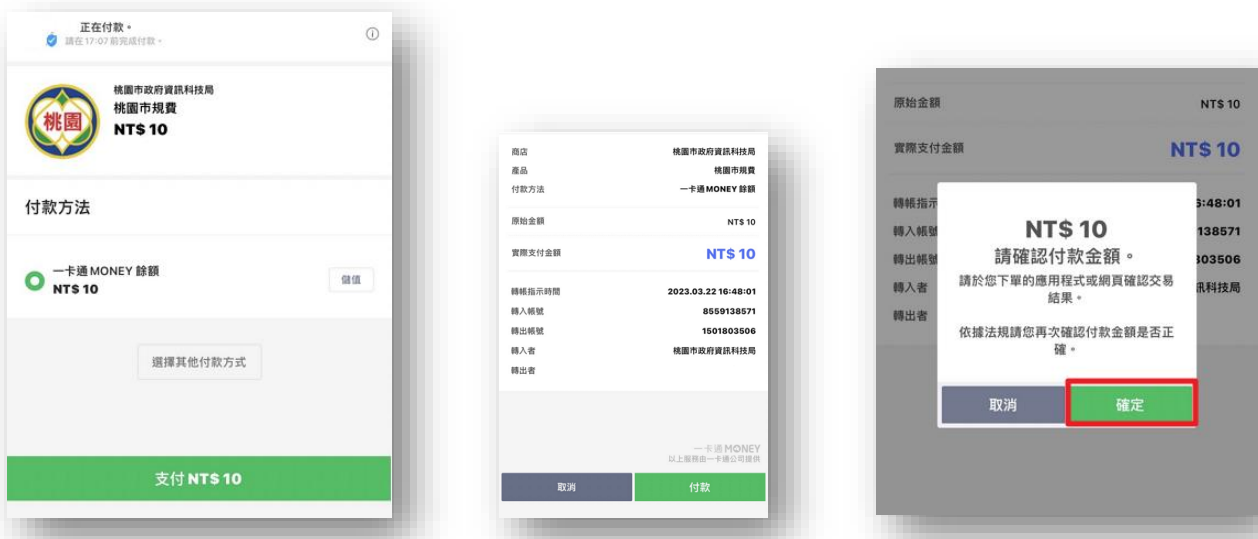 正在付款。
請在 17:07 前完成付款。
桃園
桃園市政府資訊科技局
桃園市規費
NT$ 10
付款方法
一卡通 MONEY 餘額
NT$ 10
儲值
選擇其他付款方式
支付 NT$ 10
商店 桃園市政府資訊科技局
產品 桃園市規費
付款方法 一卡通 MONEY 餘額
原始金額 NT$ 10
實際支付金額 NT$ 10
轉帳指示時間 2023.03.22 16:48:01
轉入帳號 8559138571
轉出帳號 1501803506
轉入者 桃園市政府資訊科技局
轉出者
一卡通 MONEY
以上服務由一卡通公司提供
取消 付款
原始金額 NT$ 10
實際支付金額 NT$ 10
轉帳指示 6:48:01
轉入帳號 138571
轉出帳號 803506
轉入者 訊科技局
轉出者
NT$ 10
請確認付款金額。
請於您下單的應用程式或網頁確認交易
結果。
依據法規請您再次確認付款金額是否正
確。
取消 確定